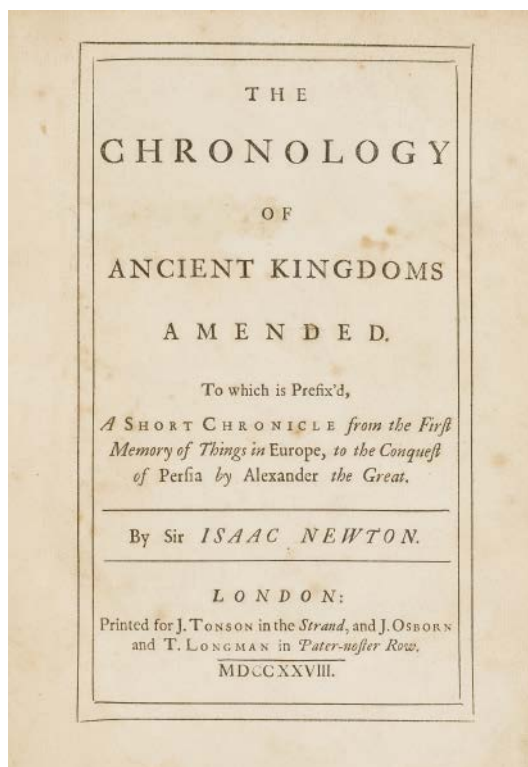 THE
CHRONOLOGY
OF
ANCIENT KINGDOMS
AMENDED.
To which is Prefix'd,
A SHORT CHRONICLE from the Firſt
Memory of Things in Europe, to the Conqueſt
of Perſia by Alexander the Great.
By Sir ISAAC NEWTON.
LONDON:
Printed for J. TONSON in the Strand, and J. OSBORN
and T. LONGMAN in Pater-noſter Row.
MDCCXXVIII.